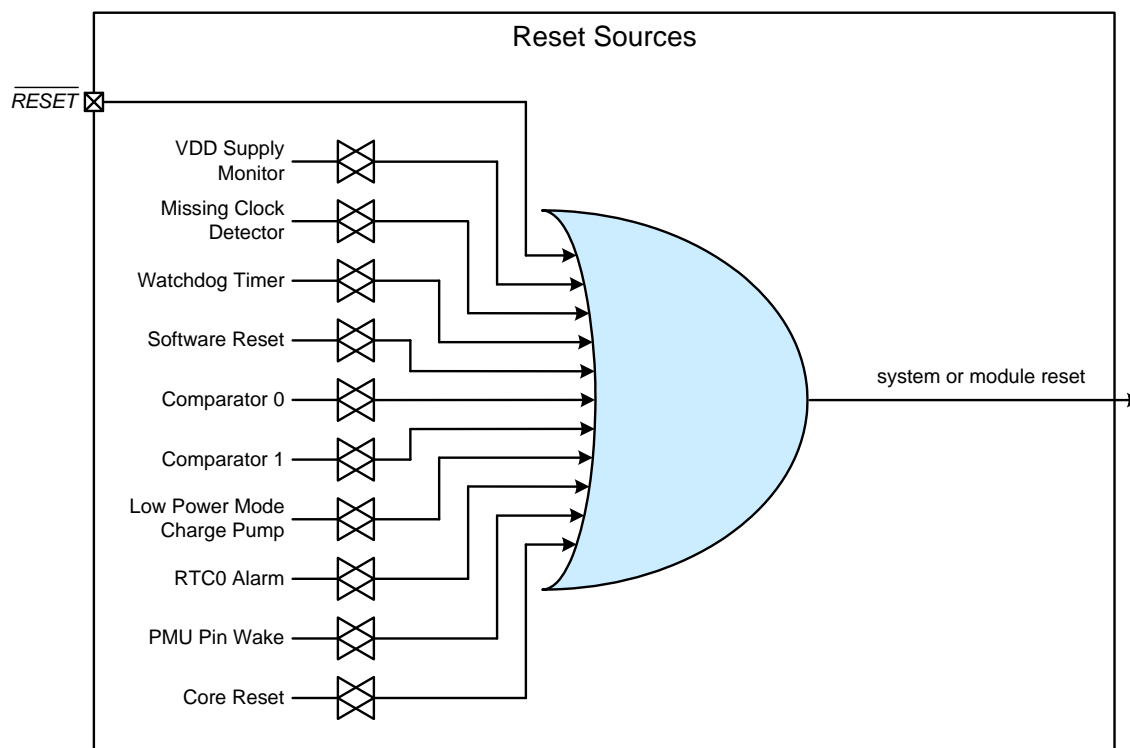 Reset Sources
RESET
VDD Supply
Monitor
Missing Clock
Detector
Watchdog Timer
Software Reset
Comparator 0
system or module reset
Comparator 1
Low Power Mode
Charge Pump
RTC0 Alarm
PMU Pin Wake
Core Reset